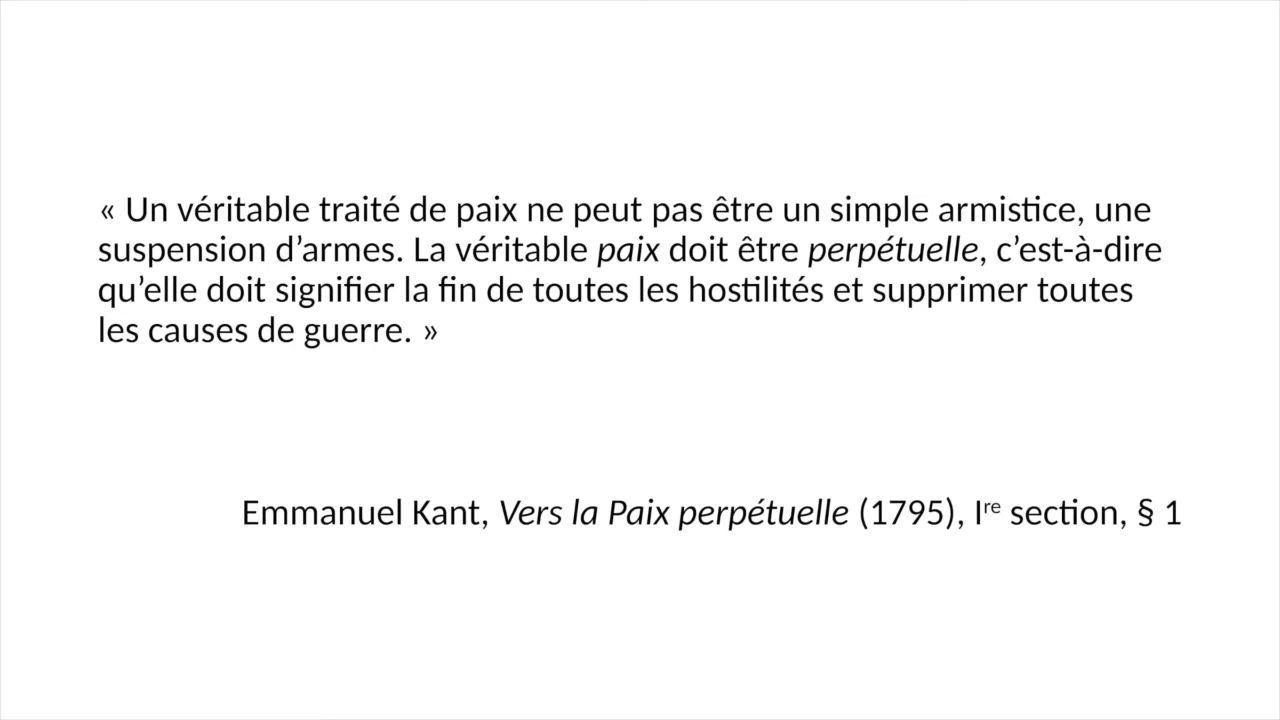 « Un véritable traité de paix ne peut pas être un simple armistice, une
suspension d’armes. La véritable paix doit être perpétuelle, c’est-à-dire
qu’elle doit signifier la fin de toutes les hostilités et supprimer toutes
les causes de guerre. »
Emmanuel Kant, Vers la Paix perpétuelle (1795), Iʳᵉ section, § 1